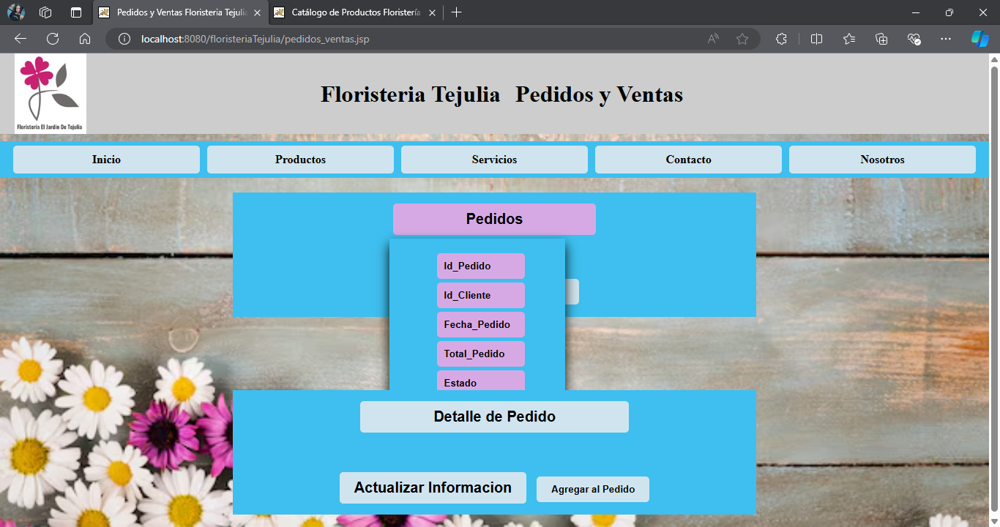 Pedidos y Ventas Floristeria Tejulia
Catálogo de Productos Floristería
localhost:8080/floristeriaTejulia/pedidos_ventas.jsp
Floristeria El Jardin De Tejulia
Floristeria Tejulia Pedidos y Ventas
Inicio
Productos
Servicios
Contacto
Nosotros
Pedidos
Id_Pedido
Id_Cliente
Fecha_Pedido
Total_Pedido
Estado
Detalle de Pedido
Actualizar Informacion
Agregar al Pedido